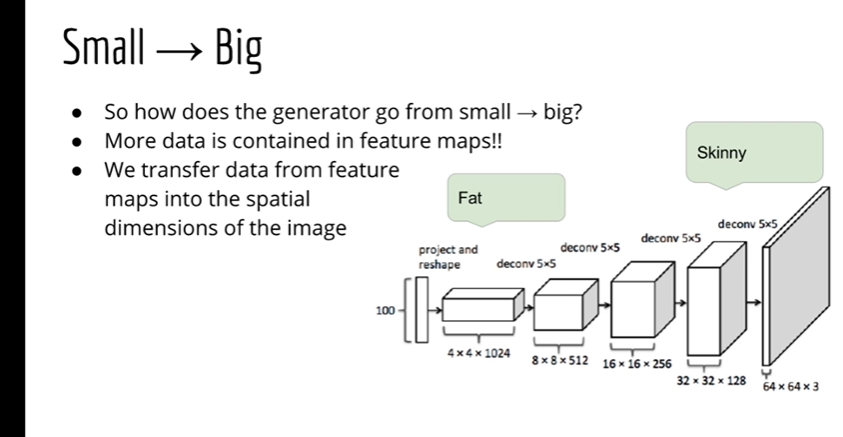 Small → Big
● So how does the generator go from small → big?
● More data is contained in feature maps!!
● We transfer data from feature
maps into the spatial
dimensions of the image
Fat
Skinny
project and
reshape
deconv 5×5
deconv 5×5
deconv 5×5
deconv 5×5
100
4 × 4 × 1024
8 × 8 × 512
16 × 16 × 256
32 × 32 × 128
64 × 64 × 3